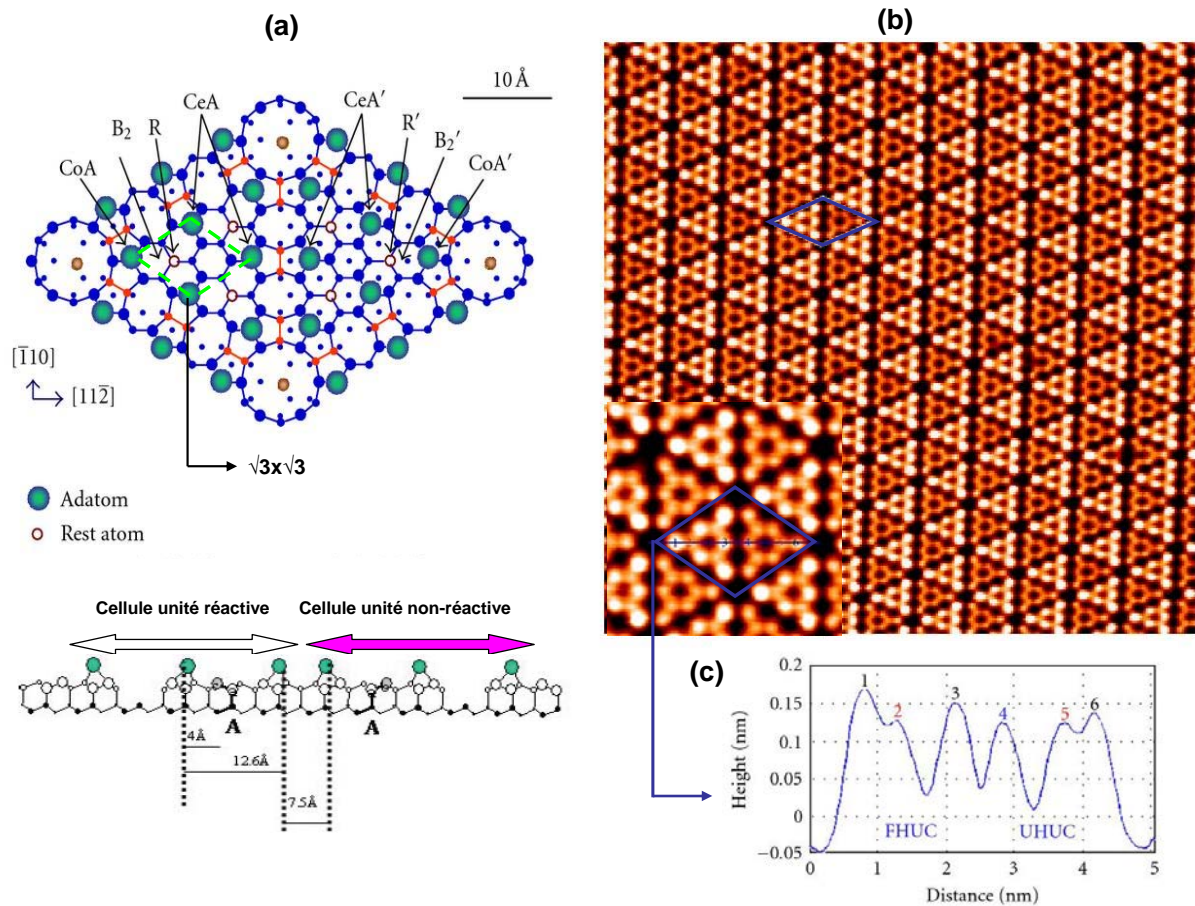 (a)
10 Å
CeA
CeA′
B₂
R
R′
B₂′
CoA
CoA′
[1̄10]
[112̄]
√3x√3
Adatom
Rest atom
Cellule unité réactive
Cellule unité non-réactive
A
A
4Å
12.6Å
7.5Å
(b)
(c)
0.2
0.15
0.1
0.05
0
−0.05
Height (nm)
1
2
3
4
5
6
FHUC
UHUC
0
1
2
3
4
5
Distance (nm)